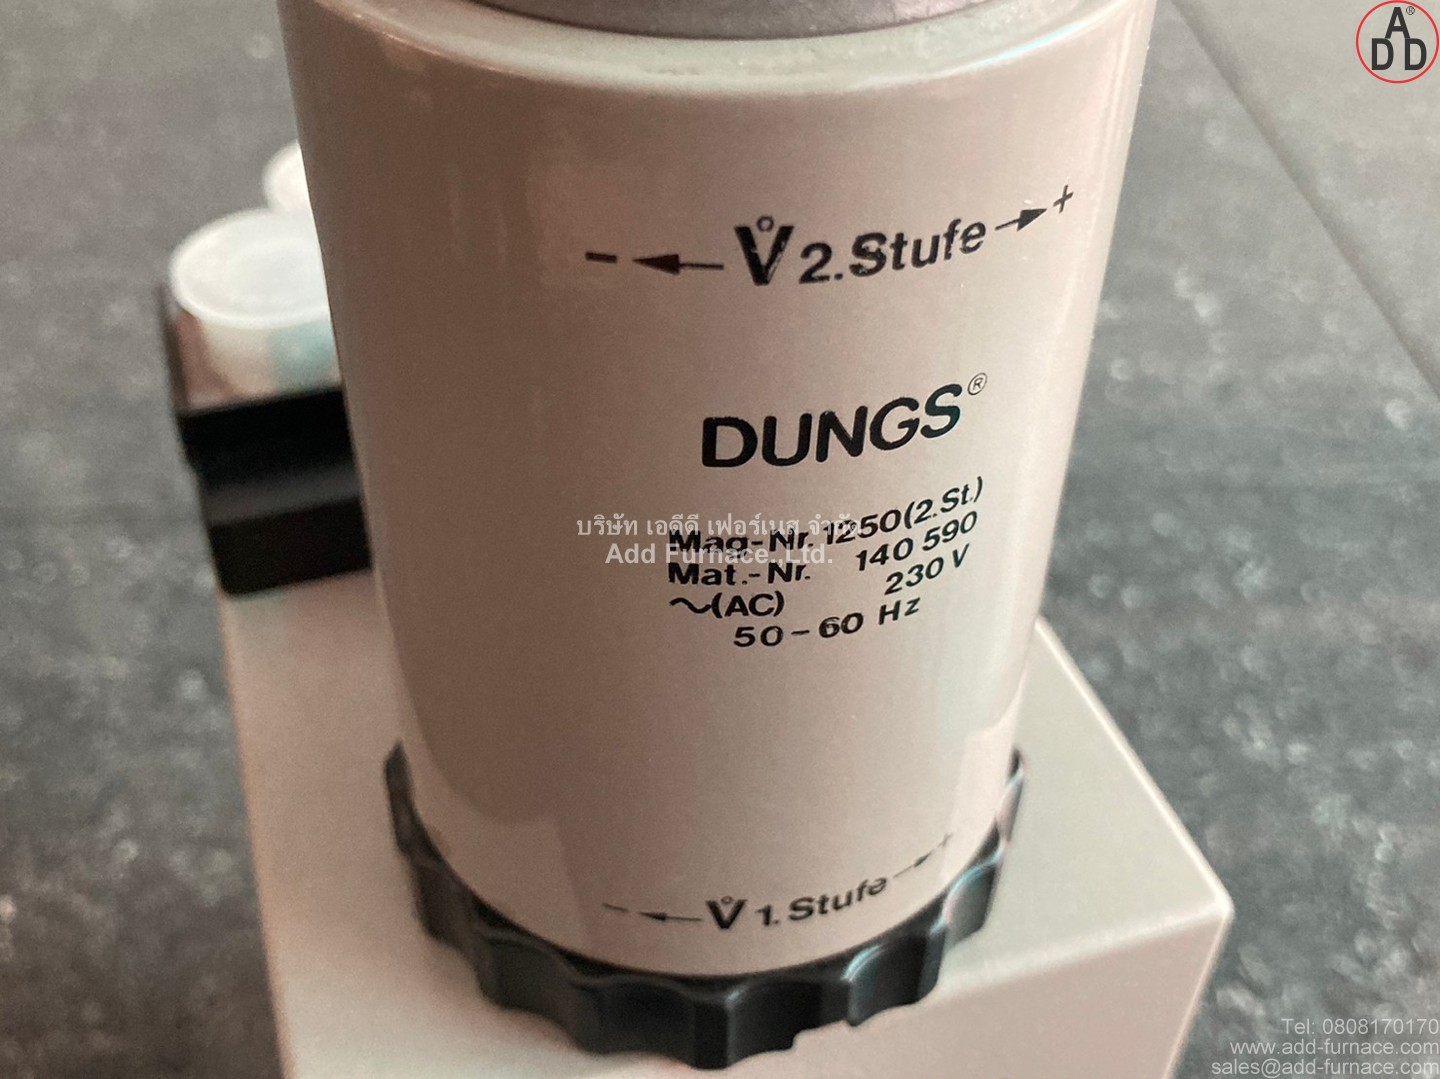 ADD®
- ← V̊ 2.Stufe → +
DUNGS®
Mag-Nr. 1250(2.St.)
Mat.-Nr. 140 590
~(AC) 230 V
50-60 Hz
บริษัท เอดีดี เฟอร์เนส จำกัด
Add Furnace.,Ltd.
- ← V̊ 1.Stufe → +
Tel: 0808170170
www.add-furnace.com
sales@add-furnace.com